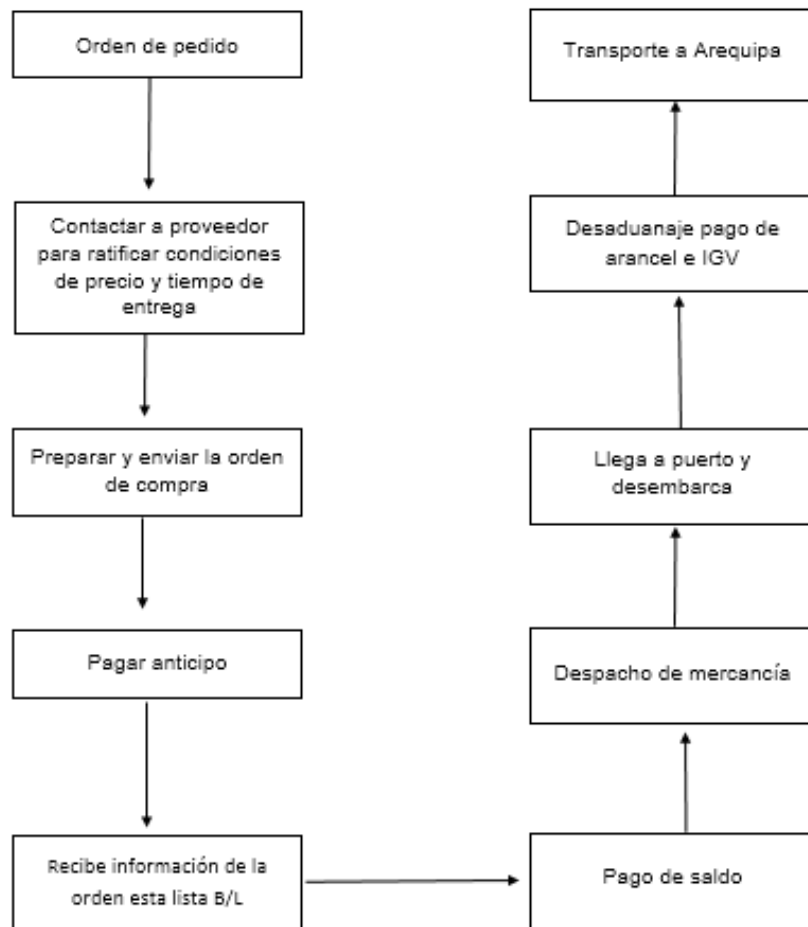 Orden de pedido
Contactar a proveedor
para ratificar condiciones
de precio y tiempo de
entrega
Preparar y enviar la orden
de compra
Pagar anticipo
Recibe información de la
orden esta lista B/L
Pago de saldo
Despacho de mercancía
Llega a puerto y
desembarca
Desaduanaje pago de
arancel e IGV
Transporte a Arequipa